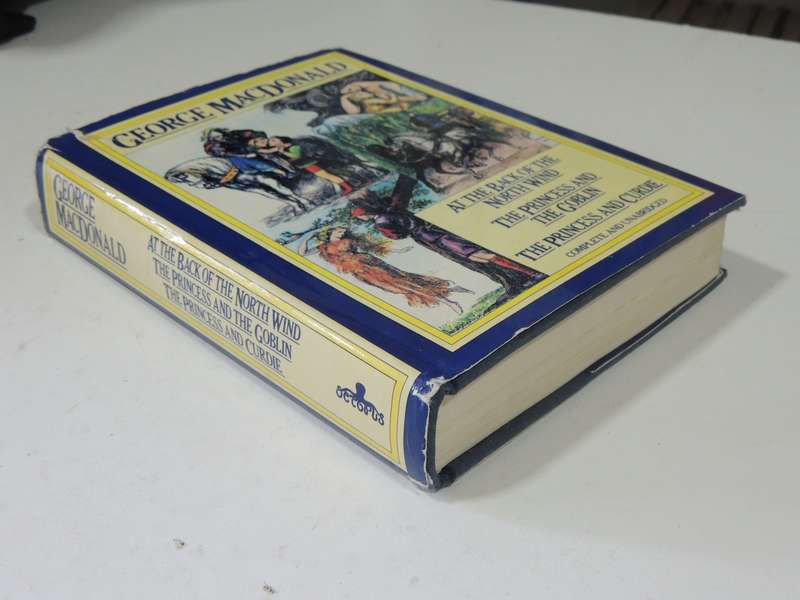 GEORGE MACDONALD
AT THE BACK OF THE
NORTH WIND
THE PRINCESS AND
THE GOBLIN
THE PRINCESS AND CURDIE
COMPLETE AND UNABRIDGED
GEORGE
MACDONALD
AT THE BACK OF THE NORTH WIND
THE PRINCESS AND THE GOBLIN
THE PRINCESS AND CURDIE
octopus